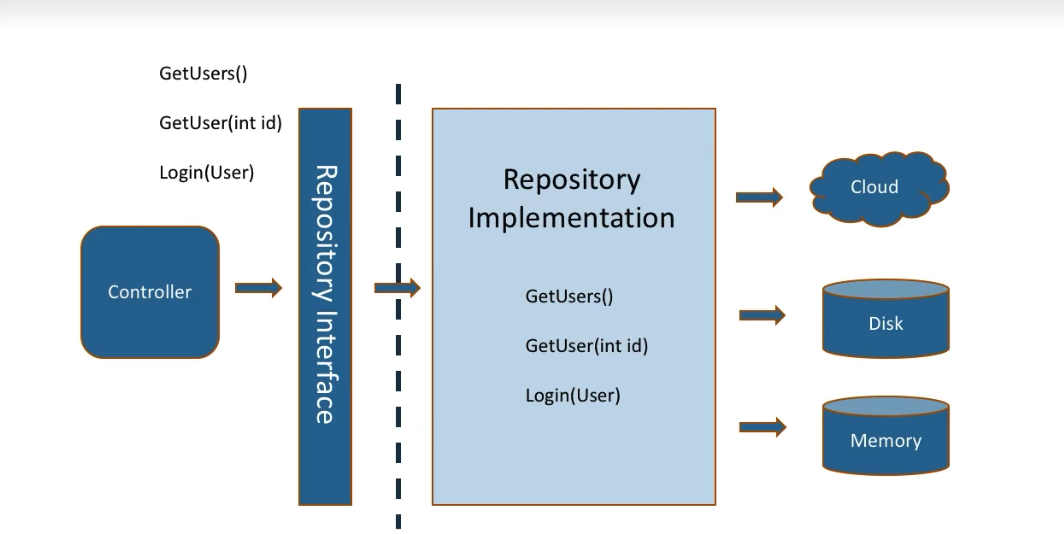 GetUsers()
GetUser(int id)
Login(User)
Controller
Repository Interface
Repository
Implementation
GetUsers()
GetUser(int id)
Login(User)
Cloud
Disk
Memory